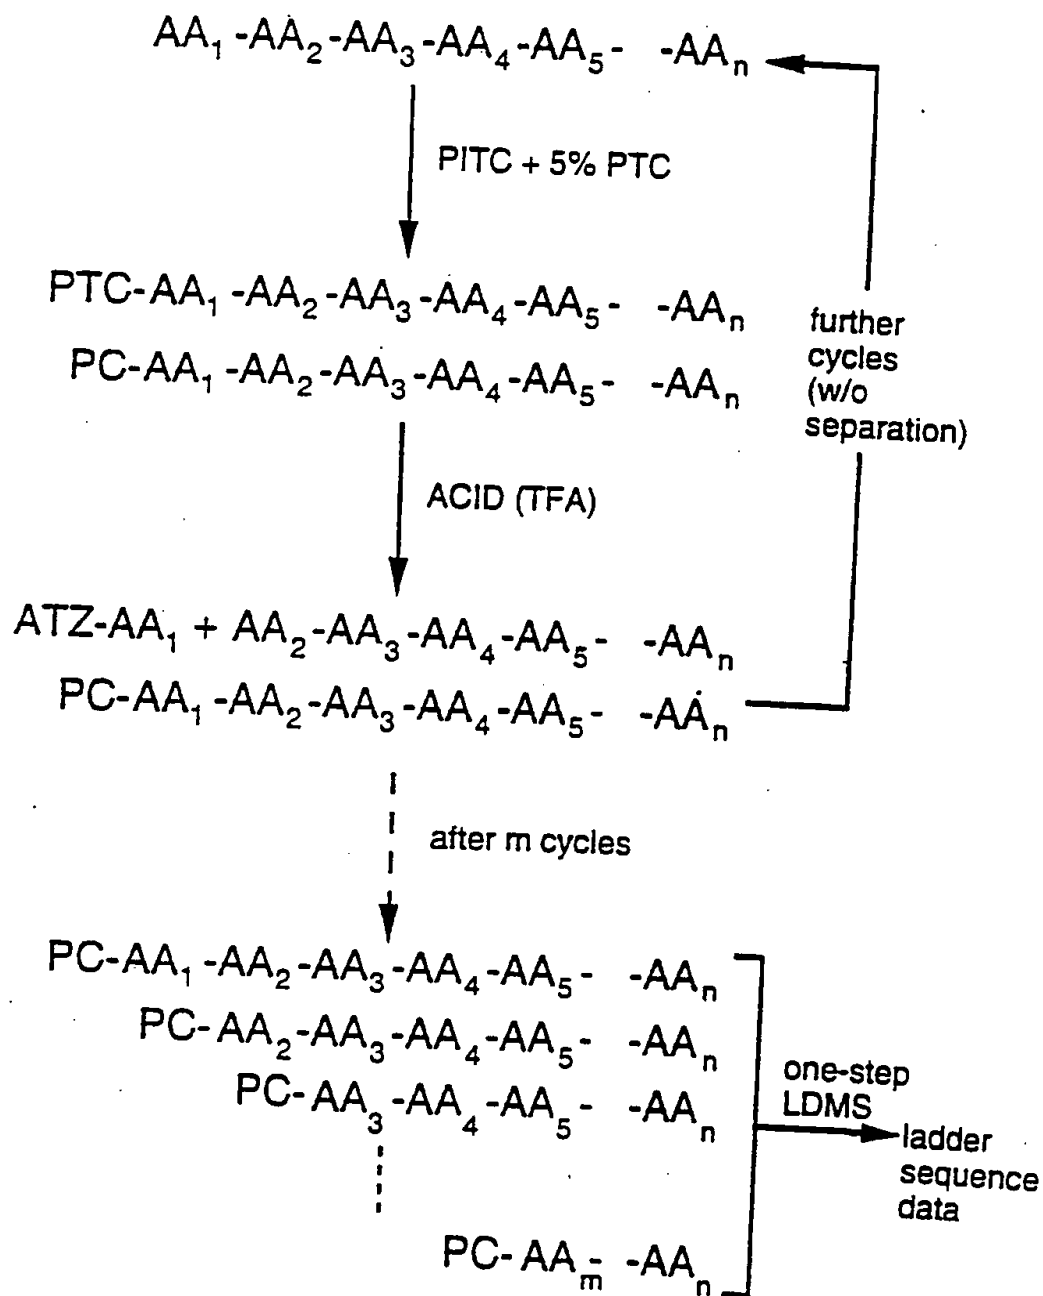 AA₁ -AA₂-AA₃-AA₄-AA₅- -AAₙ
PITC + 5% PTC
PTC-AA₁ -AA₂-AA₃-AA₄-AA₅- -AAₙ
PC-AA₁ -AA₂-AA₃-AA₄-AA₅- -AAₙ
further
cycles
(w/o
separation)
ACID (TFA)
ATZ-AA₁ + AA₂-AA₃-AA₄-AA₅- -AAₙ
PC-AA₁ -AA₂-AA₃-AA₄-AA₅- -AAₙ
after m cycles
PC-AA₁ -AA₂-AA₃-AA₄-AA₅- -AAₙ
PC-AA₂-AA₃-AA₄-AA₅- -AAₙ
PC-AA₃ -AA₄ -AA₅- -AAₙ
PC-AAₘ- -AAₙ
one-step
LDMS
ladder
sequence
data